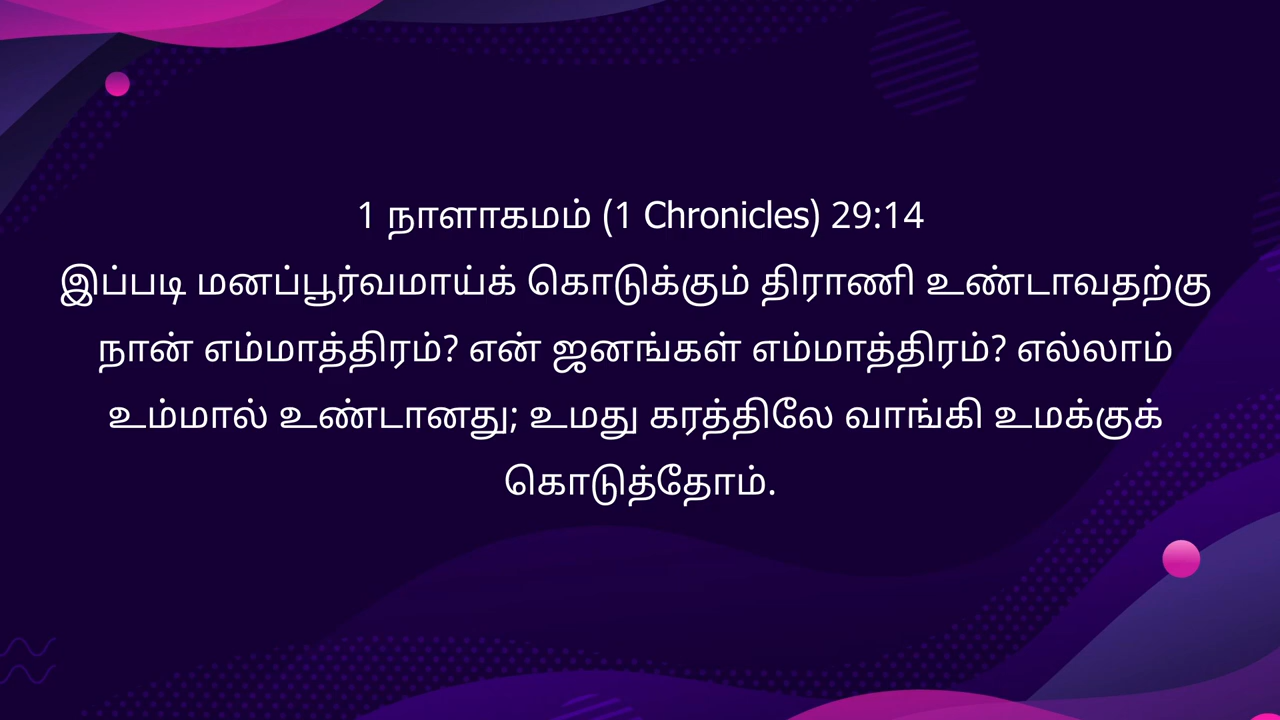 1 நாளாகமம் (1 Chronicles) 29:14
இப்படி மனப்பூர்வமாய்க் கொடுக்கும் திராணி உண்டாவதற்கு
நான் எம்மாத்திரம்? என் ஜனங்கள் எம்மாத்திரம்? எல்லாம்
உம்மால் உண்டானது; உமது கரத்திலே வாங்கி உமக்குக்
கொடுத்தோம்.